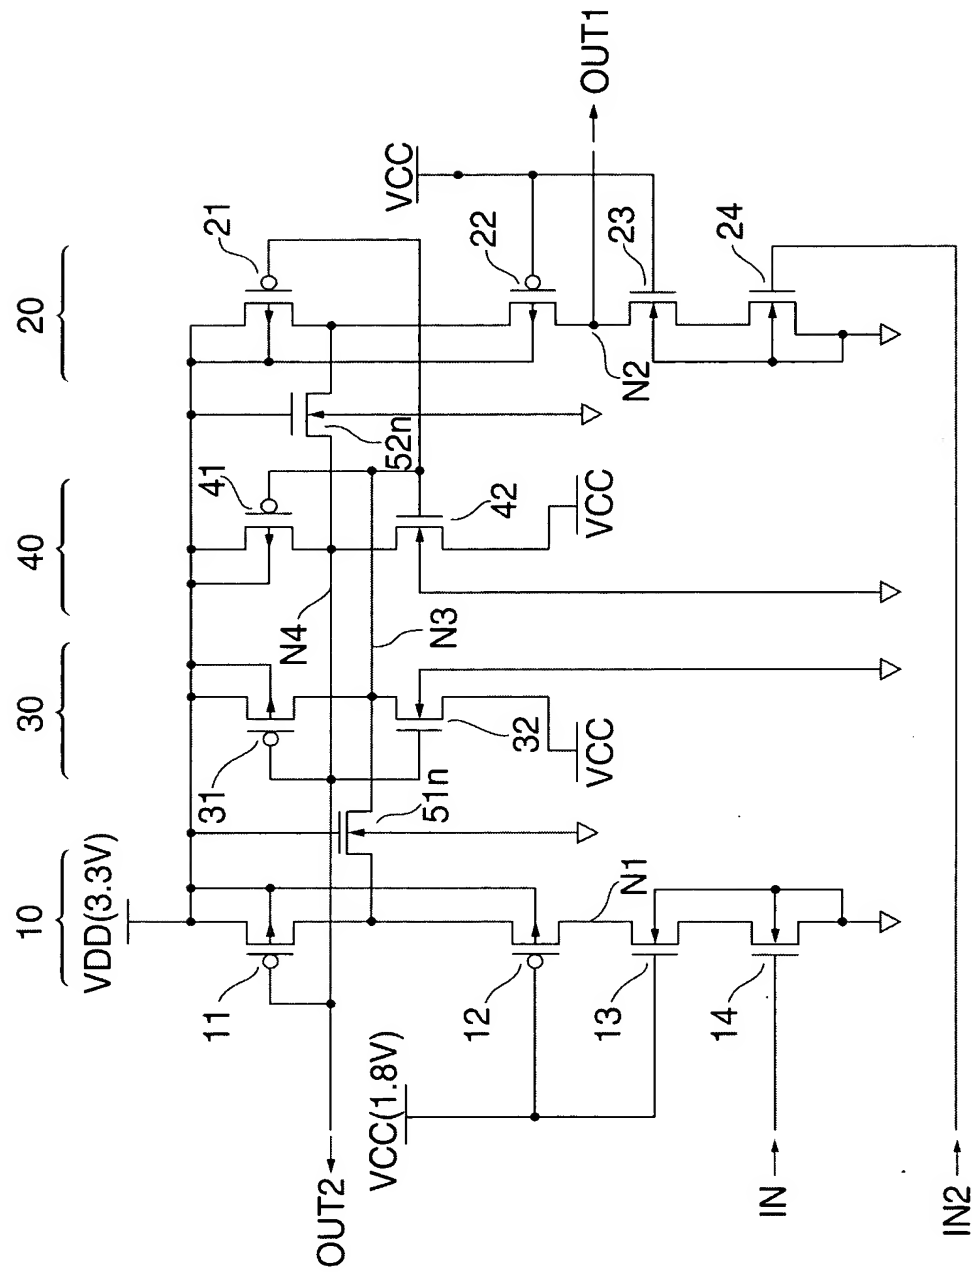 10
30
40
20
VDD(3.3V)
11
31
41
21
N4
52n
VCC
OUT2
51n
N3
VCC(1.8V)
12
32
42
22
OUT1
VCC
VCC
N1
N2
13
23
14
24
IN
IN2